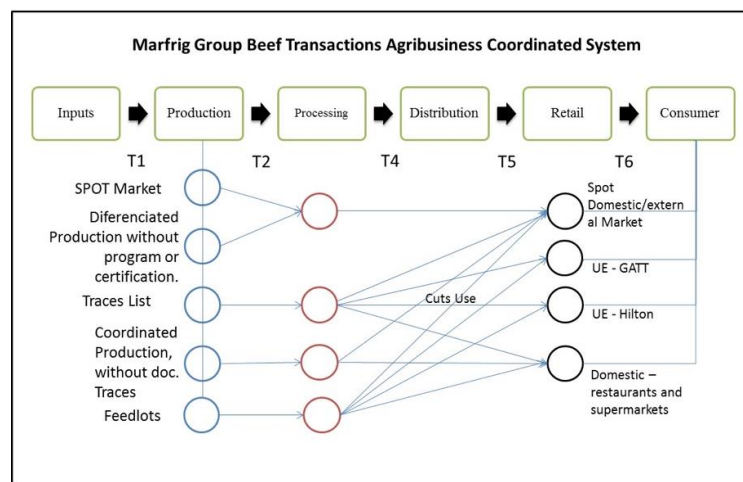 Marfrig Group Beef Transactions Agribusiness Coordinated System
Inputs
Production
Processing
Distribution
Retail
Consumer
T1
T2
T4
T5
T6
SPOT Market
Diferenciated
Production without
program or
certification.
Traces List
Coordinated
Production,
without doc.
Traces
Feedlots
Cuts Use
Spot
Domestic/extern
al Market
UE - GATT
UE - Hilton
Domestic –
restaurants and
supermarkets